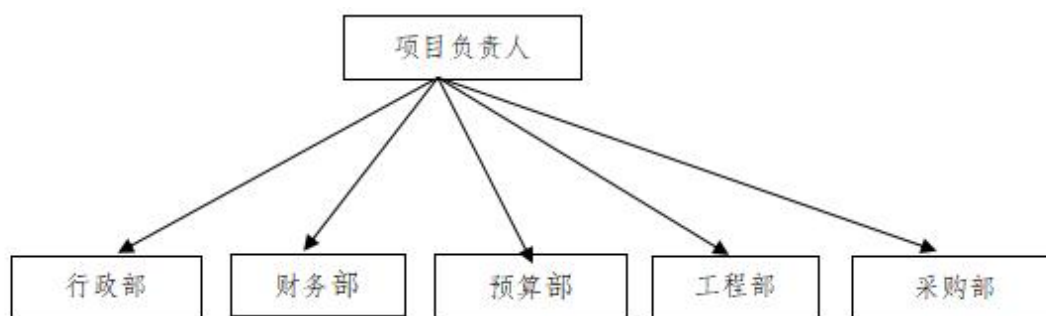 项目负责人
行政部
财务部
预算部
工程部
采购部